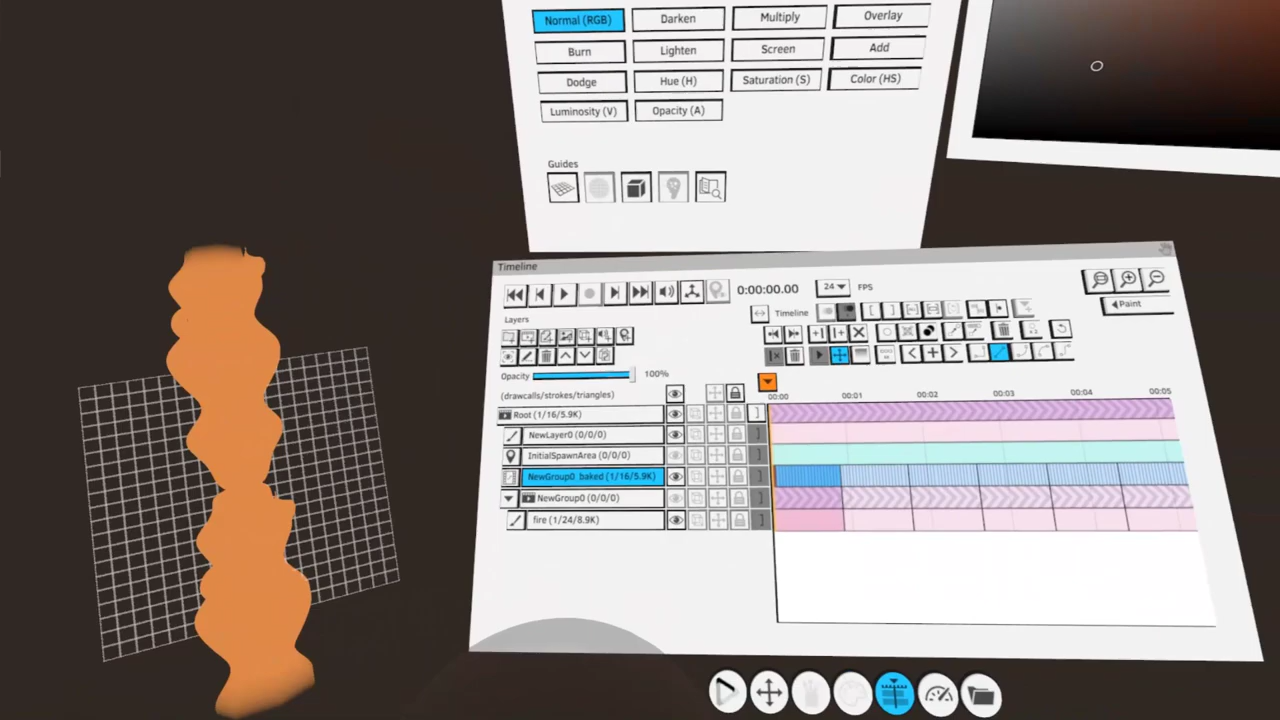 Normal (RGB) Darken Multiply Overlay
Burn Lighten Screen Add
Dodge Hue (H) Saturation (S) Color (HS)
Luminosity (V) Opacity (A)
Guides
Timeline
0:00:00.00 24 FPS
Layers
Timeline
Paint
Opacity 100%
(drawcalls/strokes/triangles)
00:00 00:01 00:02 00:03 00:04 00:05
Root (1/16/5.9K)
NewLayer0 (0/0/0)
InitialSpawnArea (0/0/0)
NewGroup0_baked (1/16/5.9K)
NewGroup0 (0/0/0)
fire (1/24/8.9K)